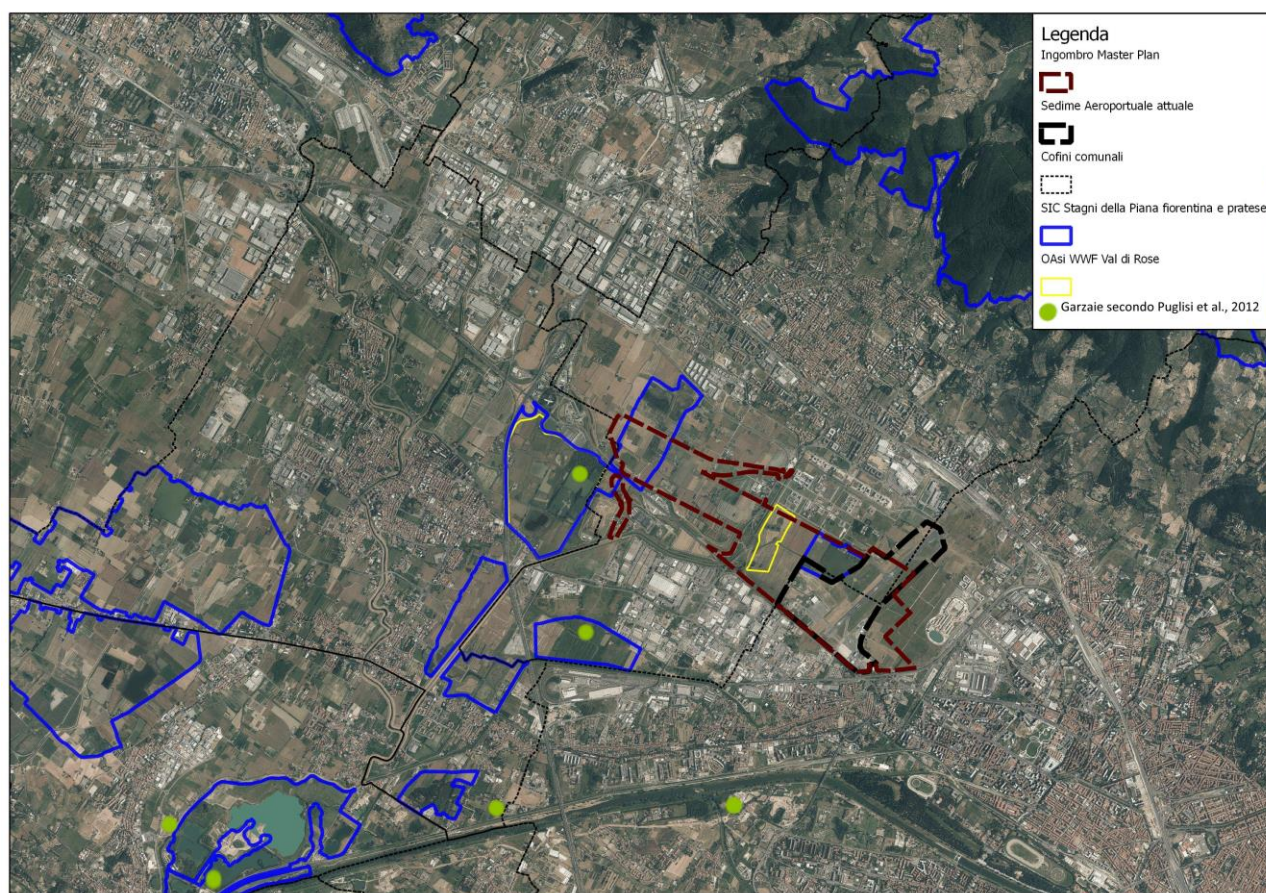 Legenda
Ingombro Master Plan
Sedime Aeroportuale attuale
Cofini comunali
SIC Stagni della Piana fiorentina e pratese
OAsi WWF Val di Rose
Garzaie secondo Puglisi et al., 2012